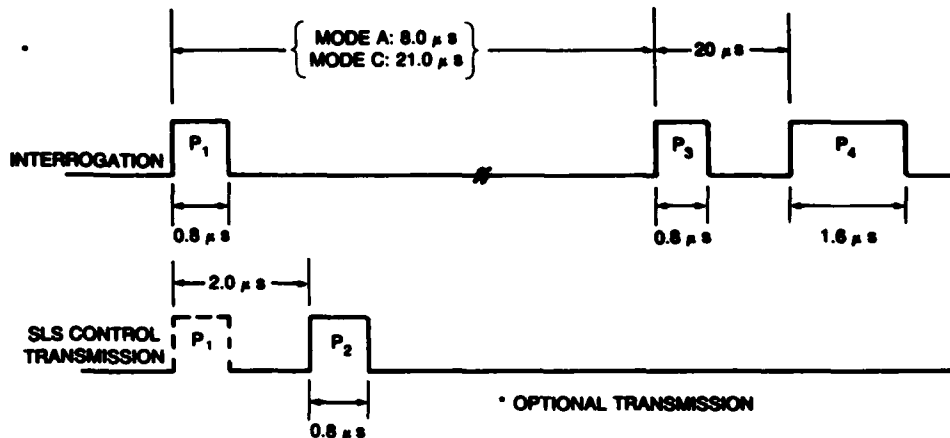 MODE A: 8.0 μs
MODE C: 21.0 μs
20 μs
INTERROGATION
P1
P3
P4
0.8 μs
0.8 μs
1.6 μs
2.0 μs
SLS CONTROL
TRANSMISSION
P1
P2
0.8 μs
* OPTIONAL TRANSMISSION